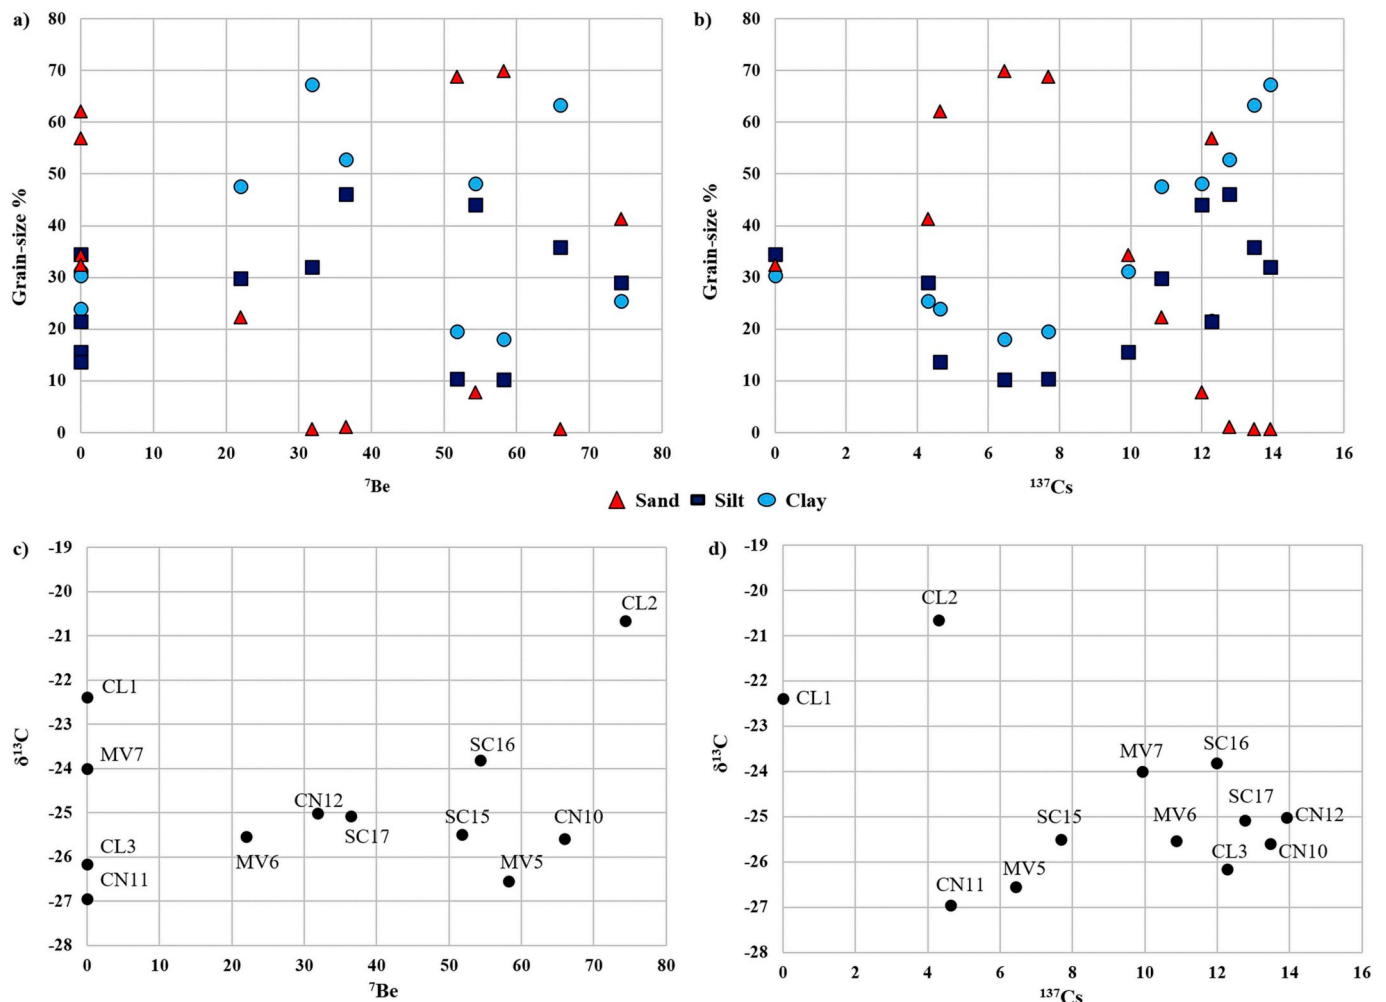 a)
80
70
60
50
40
30
20
10
0
Grain-size %
0 10 20 30 40 50 60 70 80
⁷Be
b)
80
70
60
50
40
30
20
10
0
Grain-size %
0 2 4 6 8 10 12 14 16
¹³⁷Cs
Sand Silt Clay
c)
-19
-20
-21
-22
-23
-24
-25
-26
-27
-28
δ¹³C
CL2
CL1
SC16
MV7
CN12
SC17
SC15
CN10
MV6
MV5
CL3
CN11
0 10 20 30 40 50 60 70 80
⁷Be
d)
-19
-20
-21
-22
-23
-24
-25
-26
-27
-28
δ¹³C
CL2
CL1
MV7
SC16
SC17
SC15
MV6
CN12
CL3
CN10
MV5
CN11
0 2 4 6 8 10 12 14 16
¹³⁷Cs